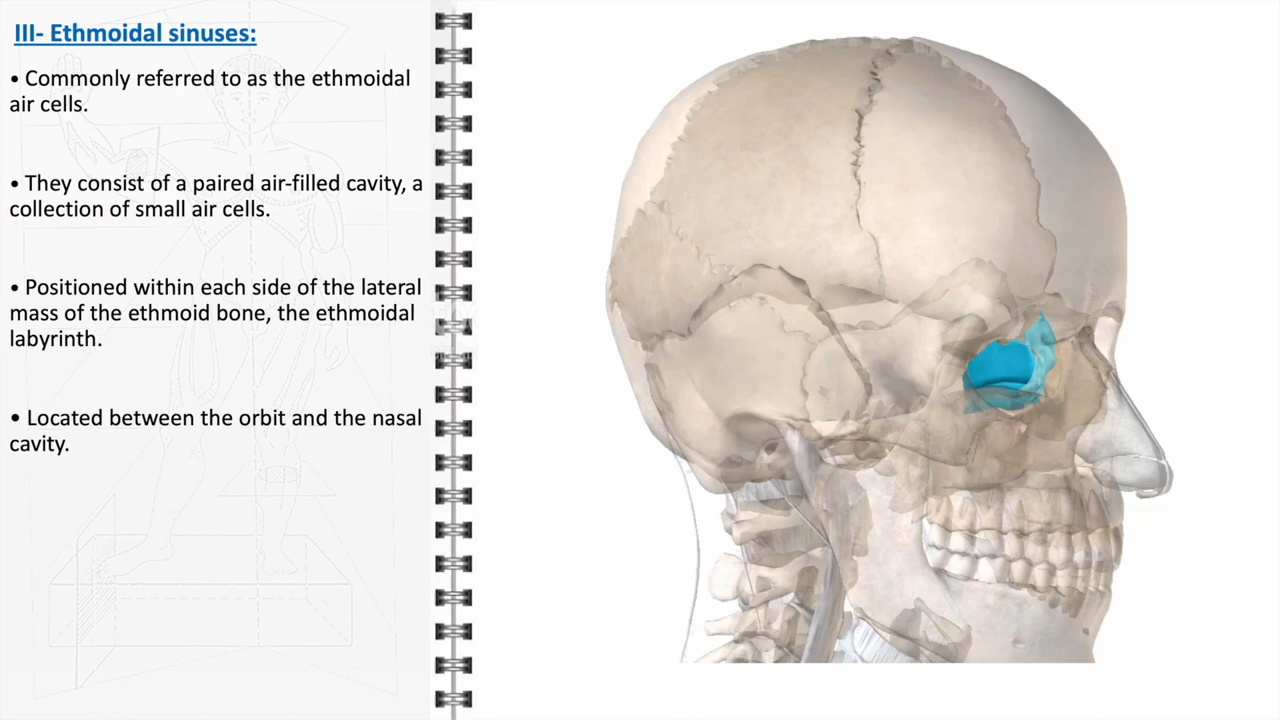 III- Ethmoidal sinuses:
• Commonly referred to as the ethmoidal
air cells.
• They consist of a paired air-filled cavity, a
collection of small air cells.
• Positioned within each side of the lateral
mass of the ethmoid bone, the ethmoidal
labyrinth.
• Located between the orbit and the nasal
cavity.